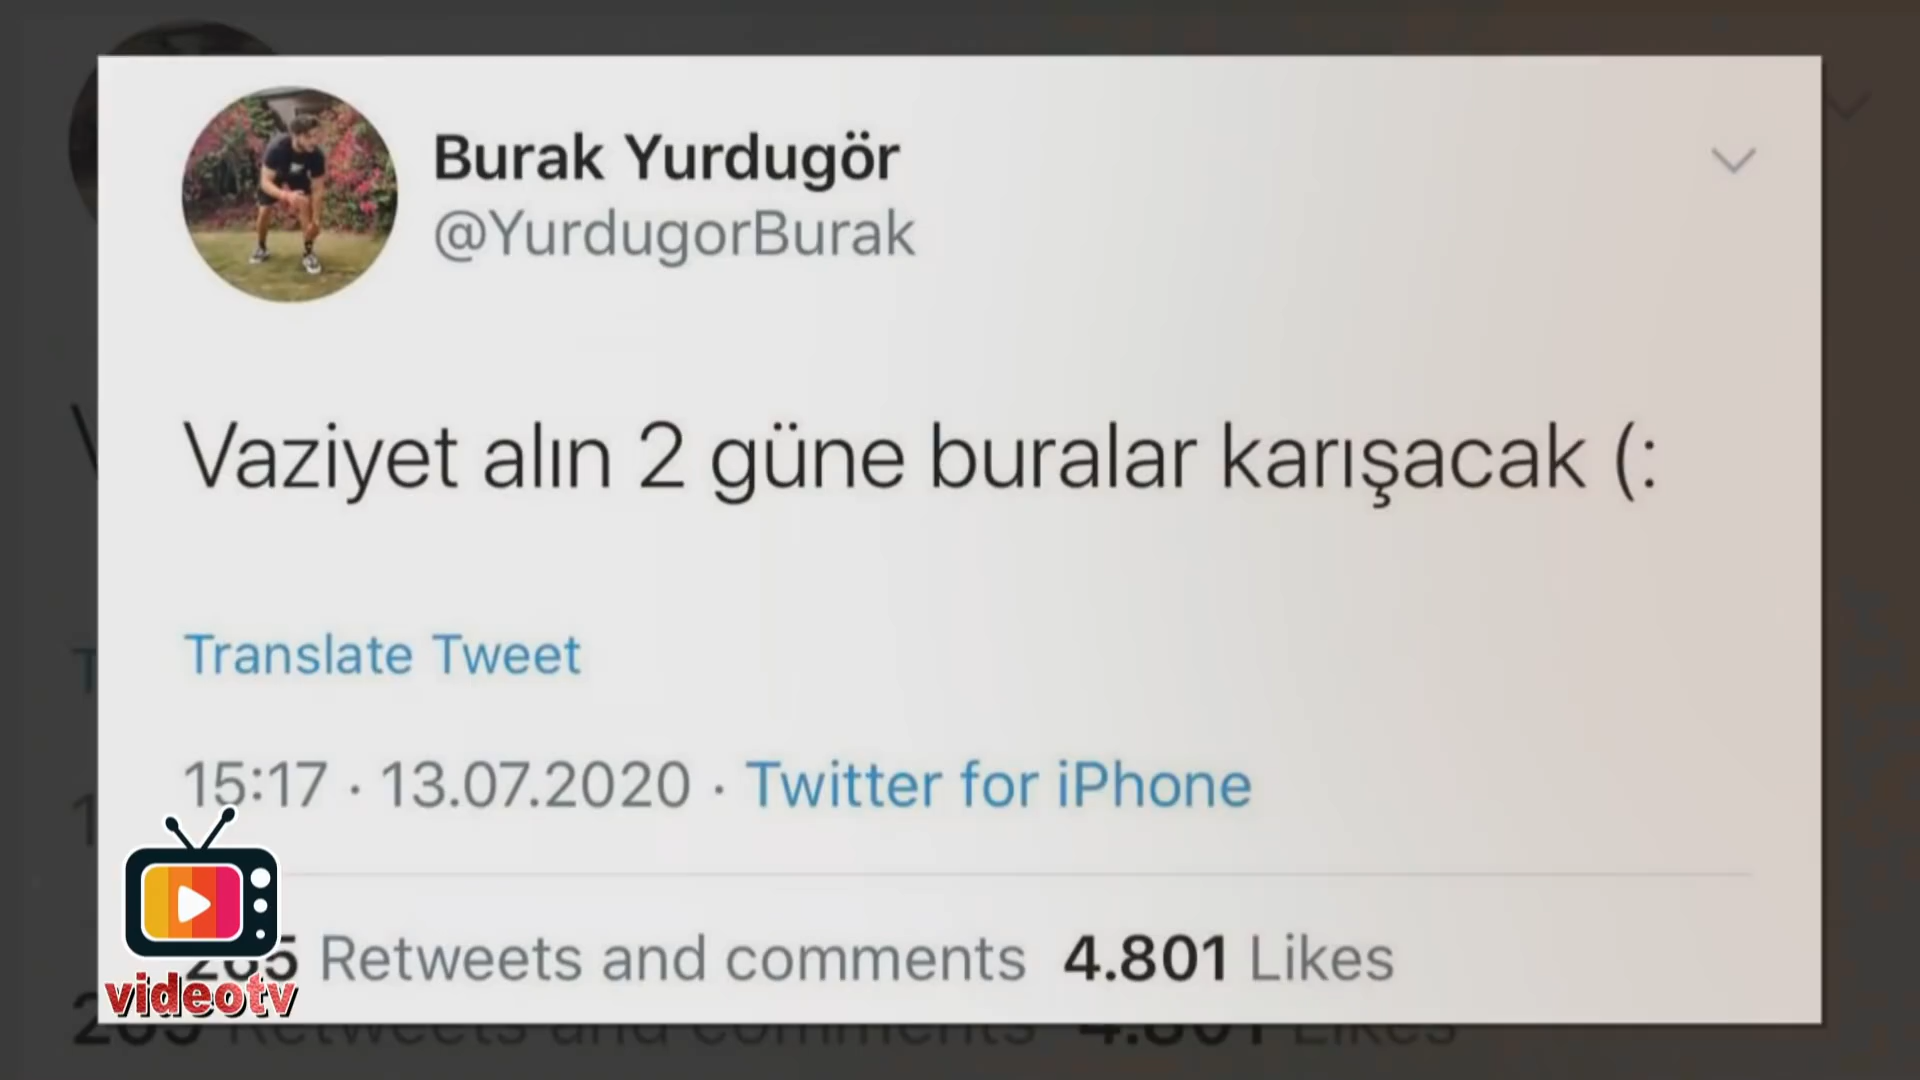 Burak Yurdugör
@YurdugorBurak
Vaziyet alın 2 güne buralar karışacak (:
Translate Tweet
15:17 · 13.07.2020 · Twitter for iPhone
265 Retweets and comments 4.801 Likes
videotv